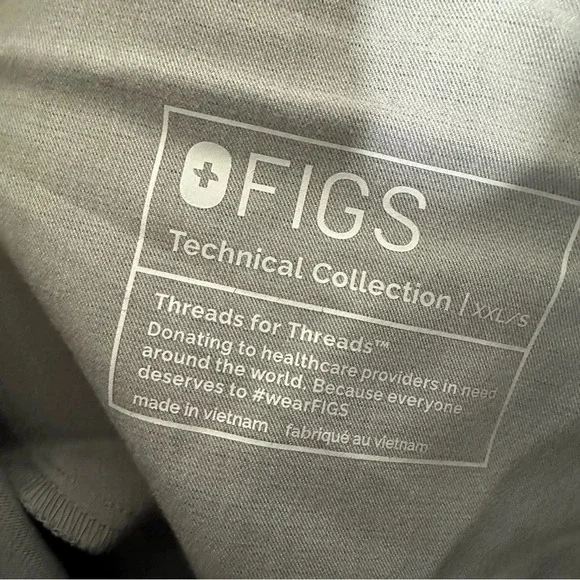 FIGS
Technical Collection | XXL/S
Threads for Threads™
Donating to healthcare providers in need
around the world. Because everyone
deserves to #wearFIGS
made in vietnam fabriqué au vietnam